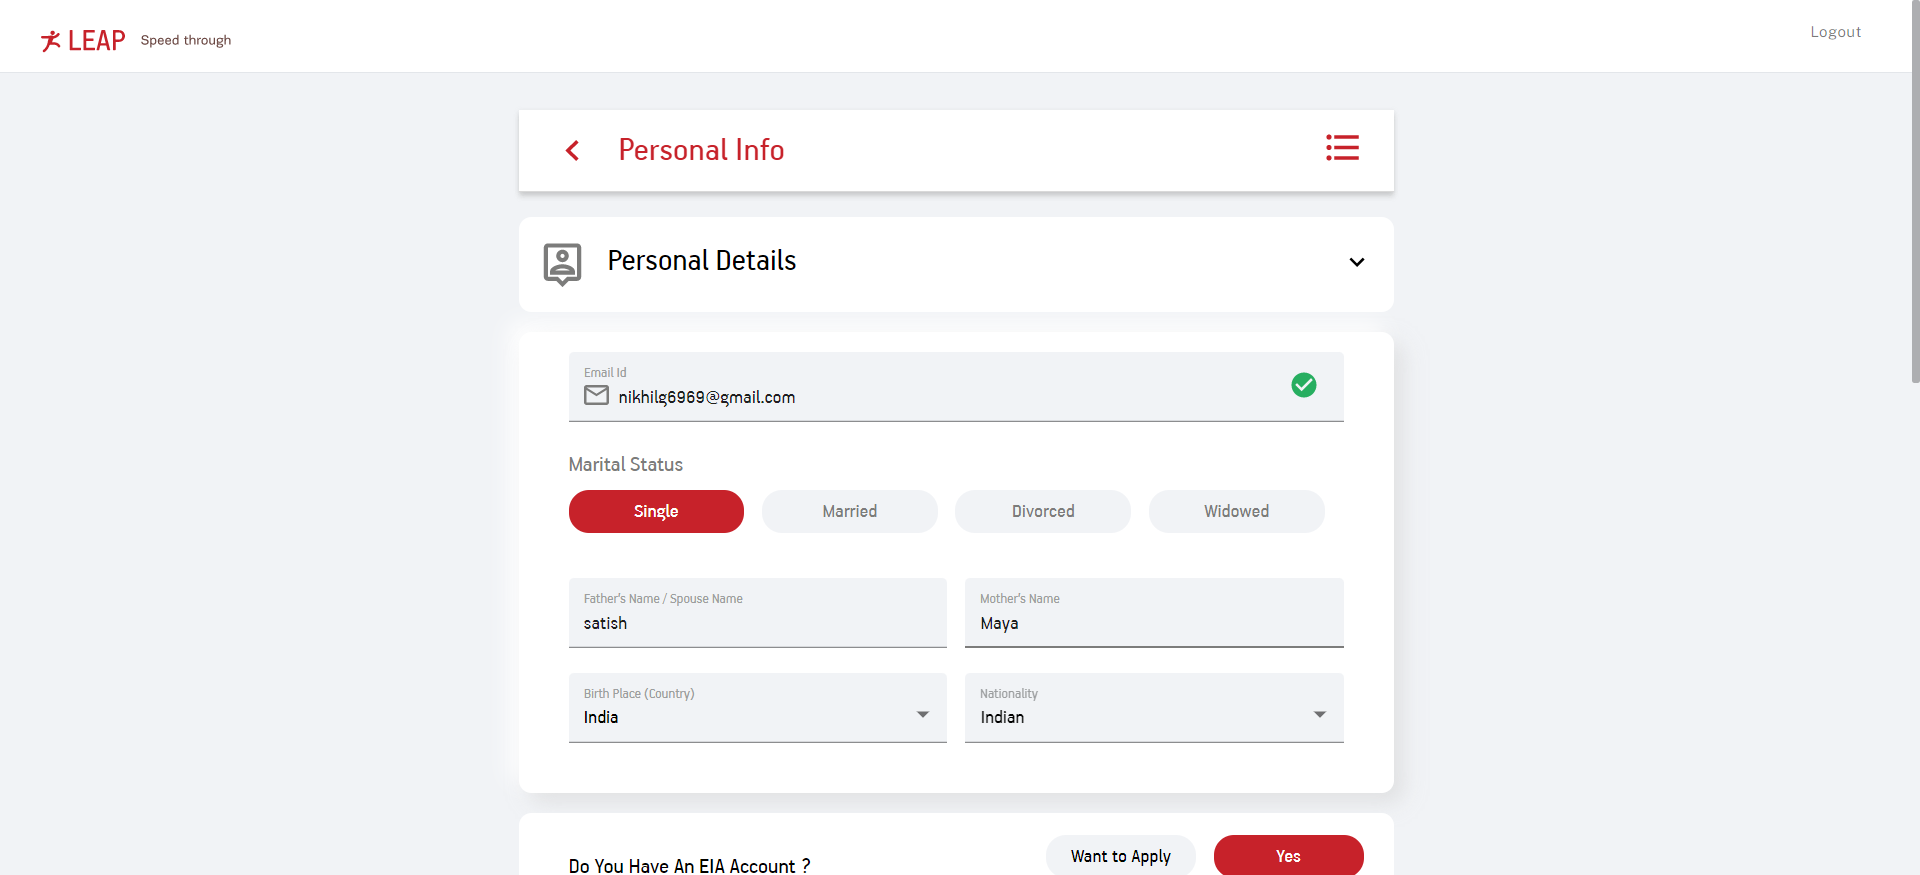 LEAP Speed through
Logout
Personal Info
Personal Details
Email Id
nikhilg6969@gmail.com
Marital Status
Single Married Divorced Widowed
Father's Name / Spouse Name
satish
Mother's Name
Maya
Birth Place (Country)
India
Nationality
Indian
Do You Have An EIA Account ?
Want to Apply Yes